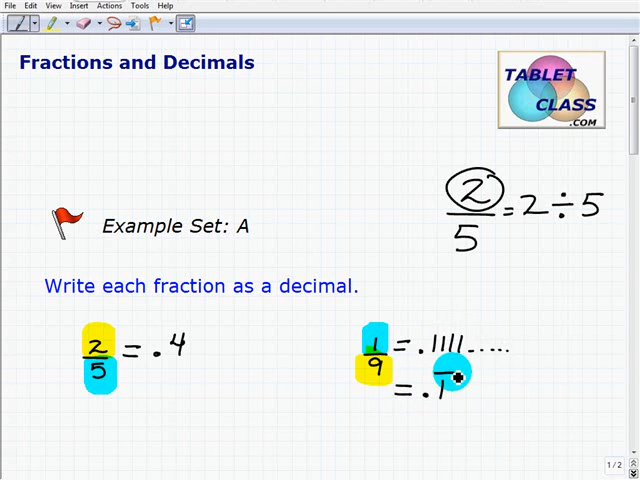 File Edit View Insert Actions Tools Help
Fractions and Decimals
TABLET
CLASS
.COM
2/5 = 2 ÷ 5
Example Set: A
Write each fraction as a decimal.
2/5 = .4
1/9 = .1111.....
= .1̅
1/2